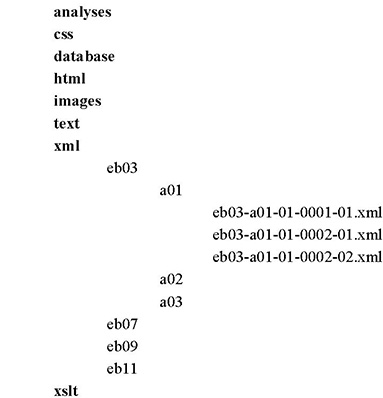 analyses
css
database
html
images
text
xml
eb03
a01
eb03-a01-01-0001-01.xml
eb03-a01-01-0002-01.xml
eb03-a01-01-0002-02.xml
a02
a03
eb07
eb09
eb11
xslt